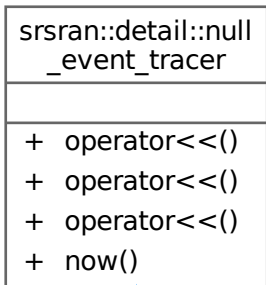 srsran::detail::null
_event_tracer
+ operator<<()
+ operator<<()
+ operator<<()
+ now()